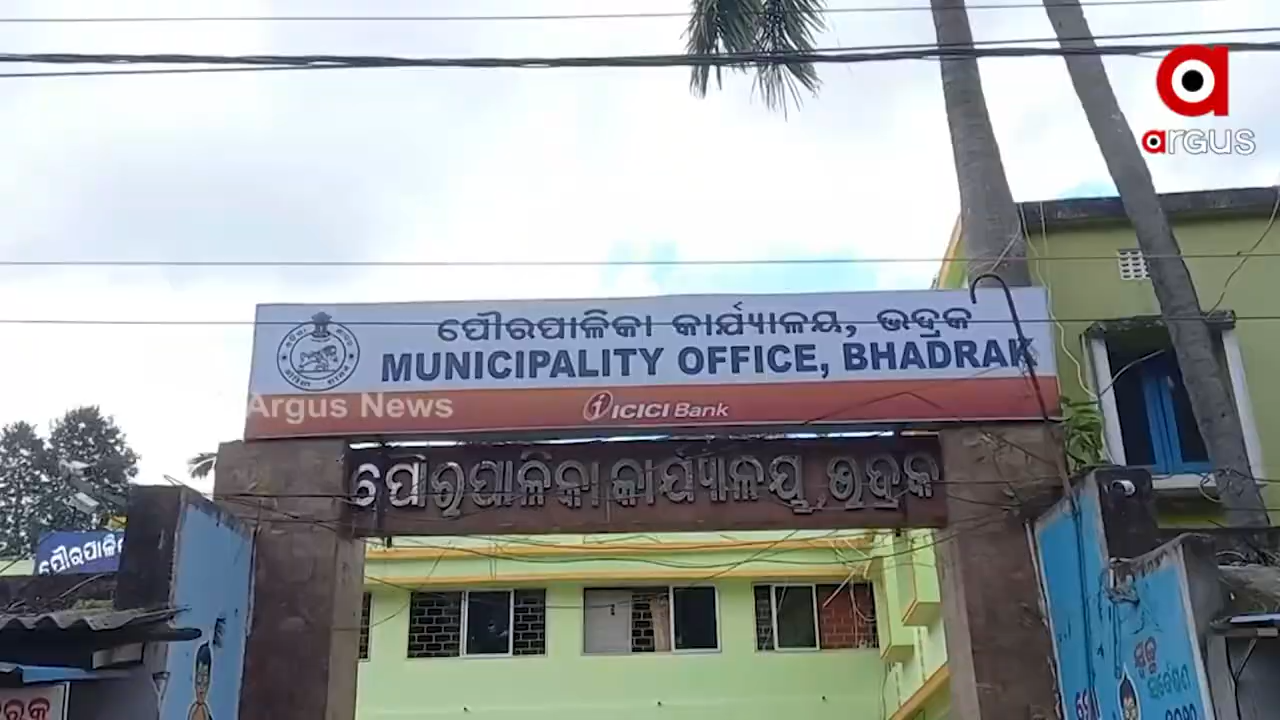 argus
ପୌରପାଳିକା କାର୍ଯ୍ୟାଳୟ, ଭଦ୍ରକ
MUNICIPALITY OFFICE, BHADRAK
Argus News
ICICI Bank
ପୌରପାଳିକା କାର୍ଯ୍ୟାଳୟ ଭଦ୍ରକ
ପୌରପାଳି